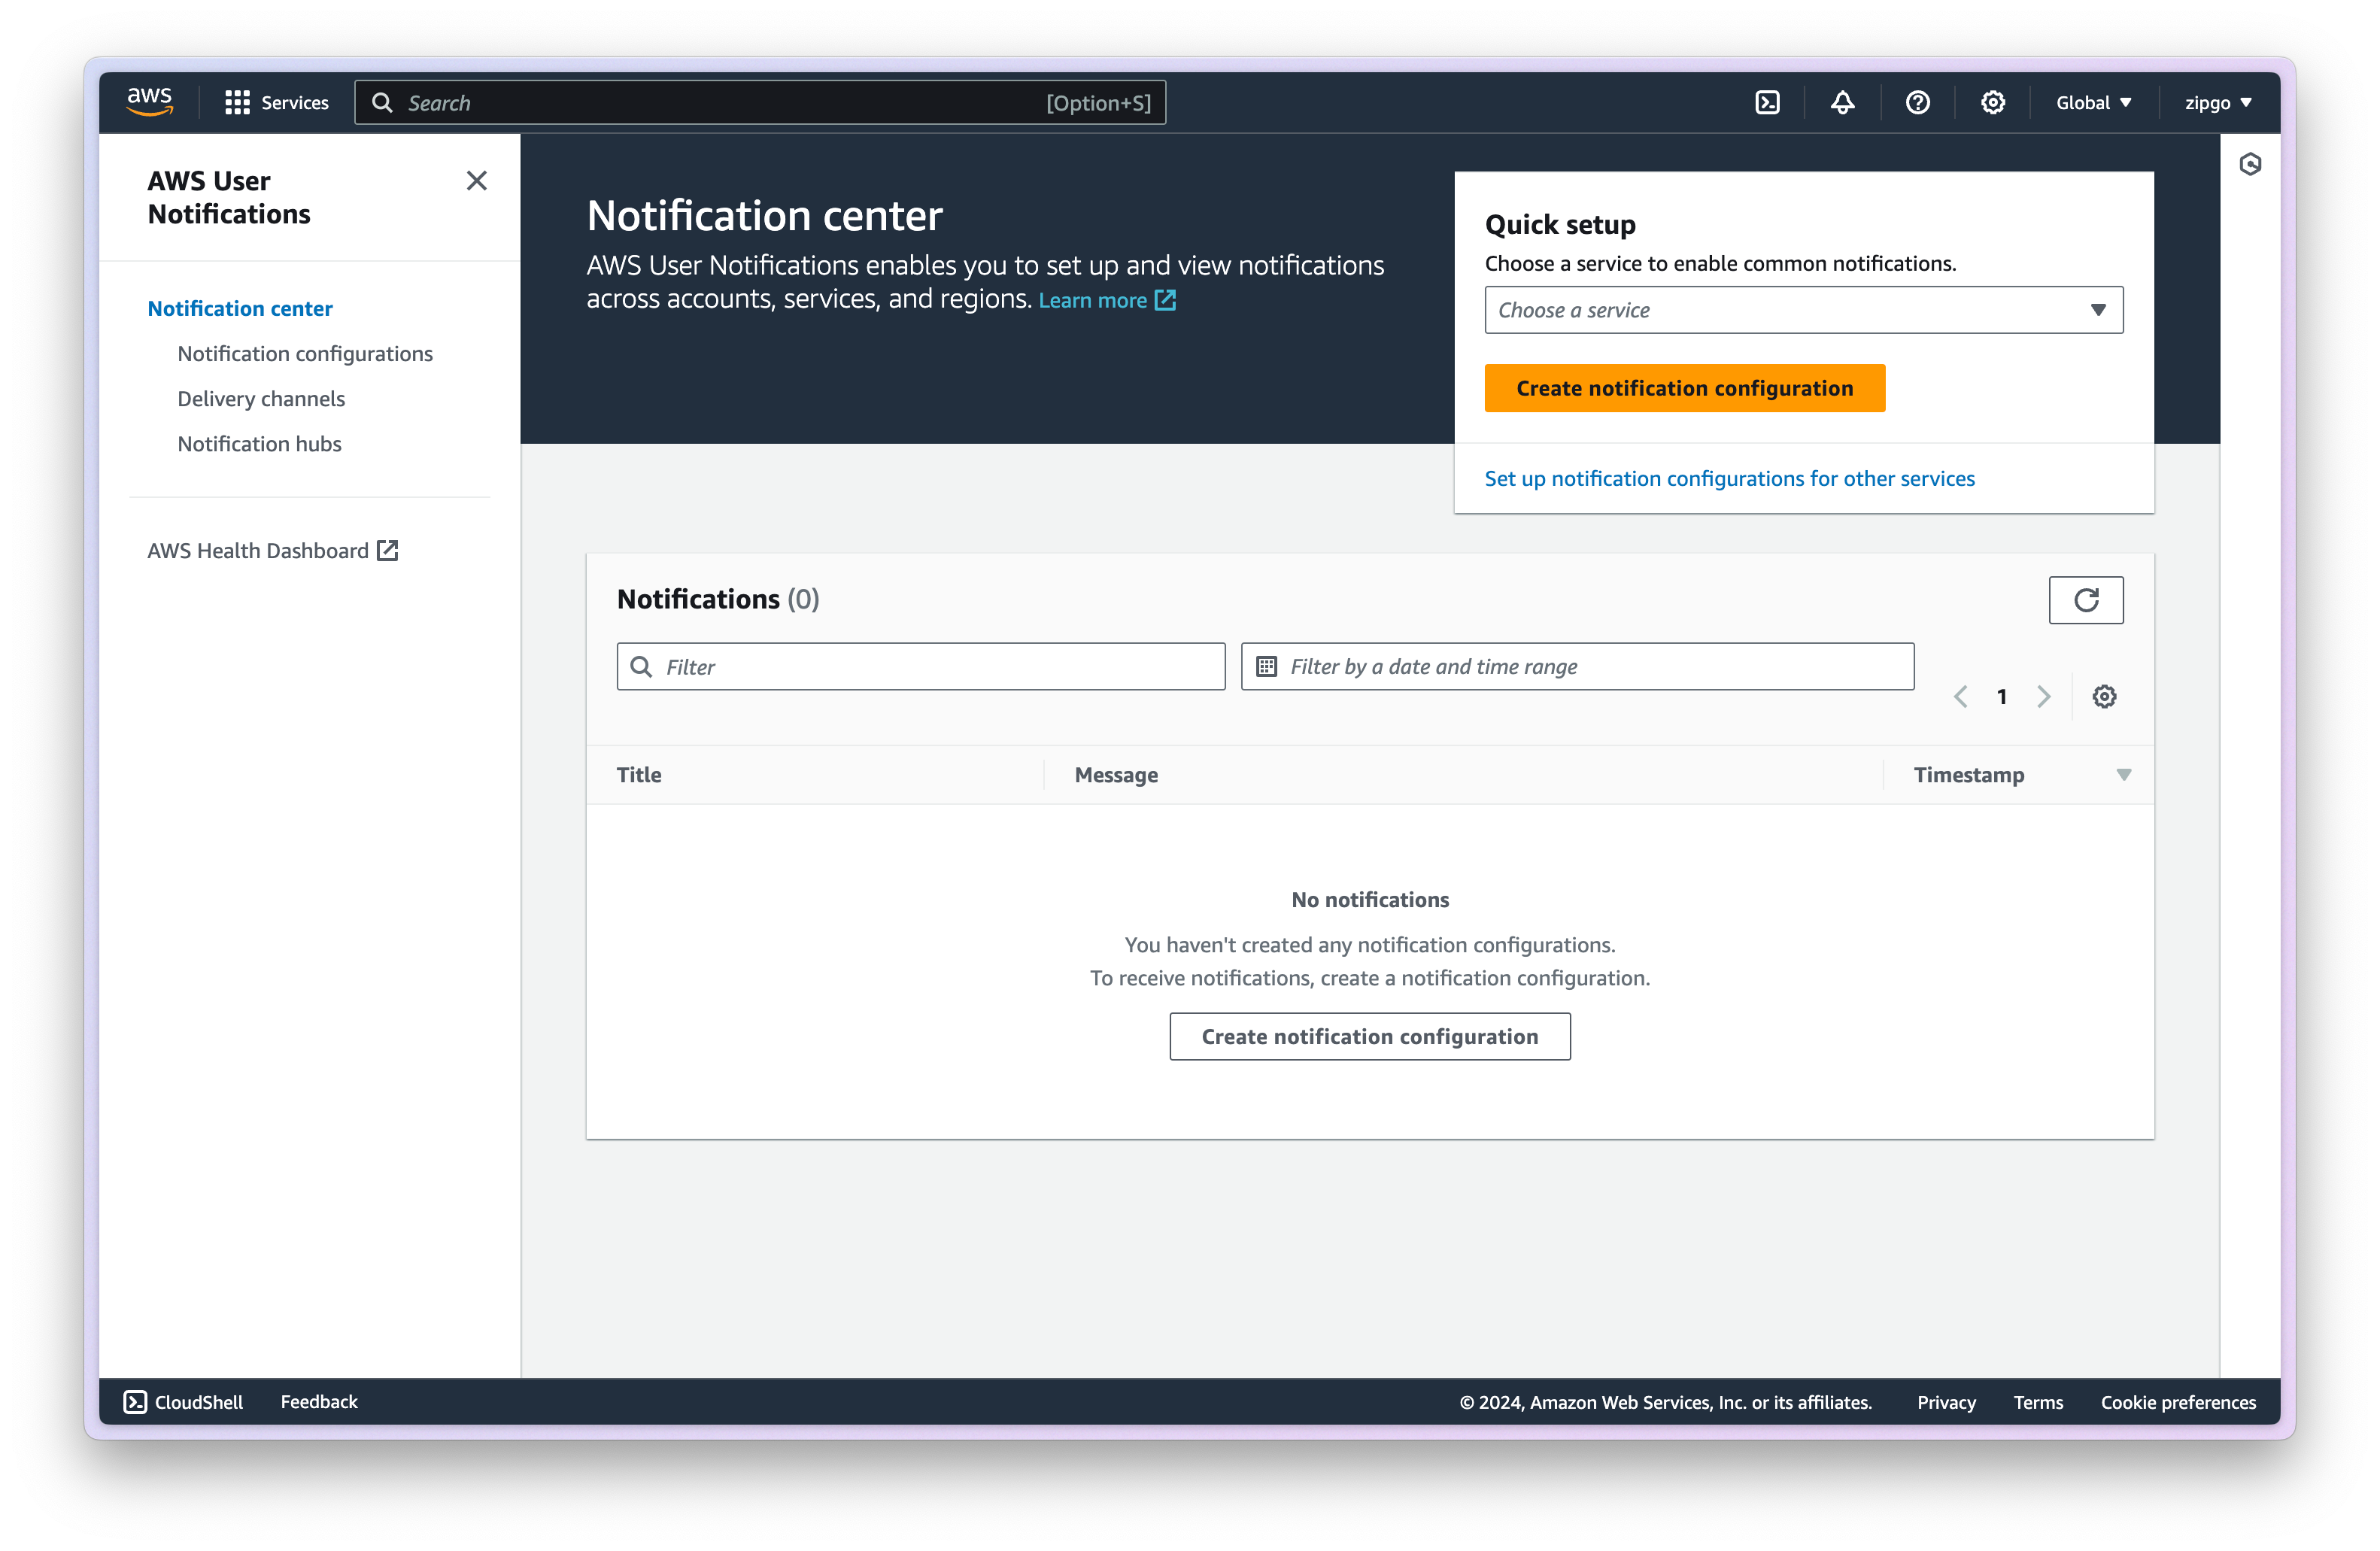 aws
Services
Search
[Option+S]
Global
zipgo
AWS User
Notifications
Notification center
Notification configurations
Delivery channels
Notification hubs
AWS Health Dashboard
Notification center
AWS User Notifications enables you to set up and view notifications
across accounts, services, and regions. Learn more
Quick setup
Choose a service to enable common notifications.
Choose a service
Create notification configuration
Set up notification configurations for other services
Notifications (0)
Filter
Filter by a date and time range
1
Title
Message
Timestamp
No notifications
You haven't created any notification configurations.
To receive notifications, create a notification configuration.
Create notification configuration
CloudShell
Feedback
© 2024, Amazon Web Services, Inc. or its affiliates.
Privacy
Terms
Cookie preferences